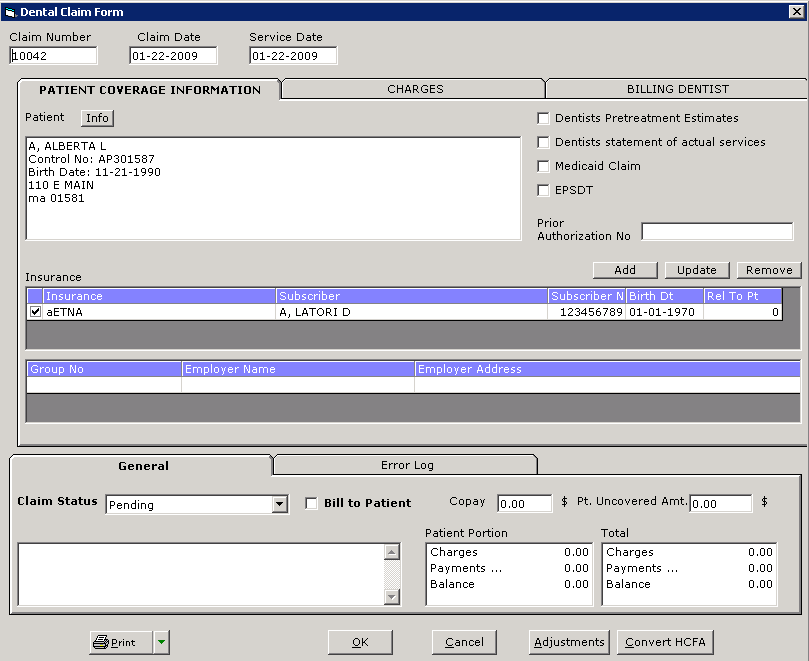 Dental Claim Form
Claim Number Claim Date Service Date
10042 01-22-2009 01-22-2009
PATIENT COVERAGE INFORMATION CHARGES BILLING DENTIST
Patient Info
A, ALBERTA L
Control No: AP301587
Birth Date: 11-21-1990
110 E MAIN
ma 01581
Dentists Pretreatment Estimates
Dentists statement of actual services
Medicaid Claim
EPSDT
Prior
Authorization No
Add Update Remove
Insurance
Insurance Subscriber Subscriber N Birth Dt Rel To Pt
aETNA A, LATORI D 123456789 01-01-1970 0
Group No Employer Name Employer Address
General Error Log
Claim Status Pending Bill to Patient Copay 0.00 $ Pt. Uncovered Amt. 0.00 $
Patient Portion Total
Charges 0.00 Charges 0.00
Payments ... 0.00 Payments ... 0.00
Balance 0.00 Balance 0.00
Print OK Cancel Adjustments Convert HCFA